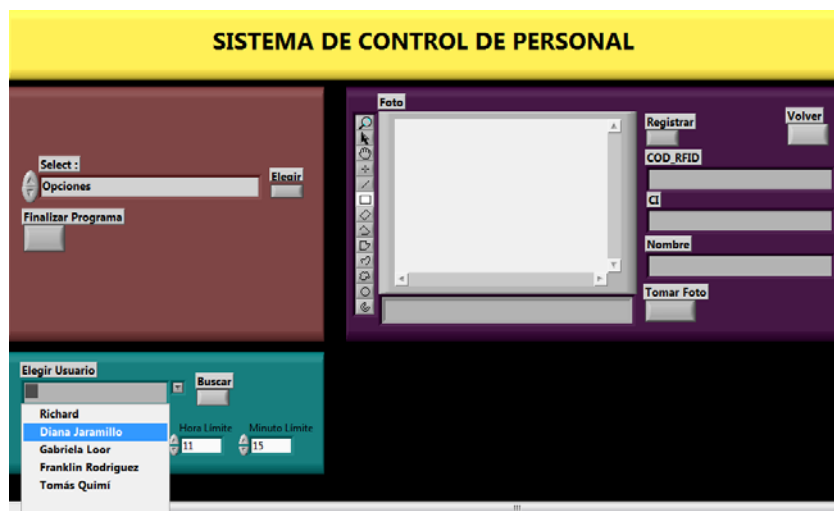 SISTEMA DE CONTROL DE PERSONAL
Select :
Opciones
Elegir
Finalizar Programa
Foto
Registrar
Volver
COD_RFID
CI
Nombre
Tomar Foto
Elegir Usuario
Buscar
Richard
Diana Jaramillo
Gabriela Loor
Franklin Rodriguez
Tomás Quimí
Hora Límite
Minuto Límite
11
15